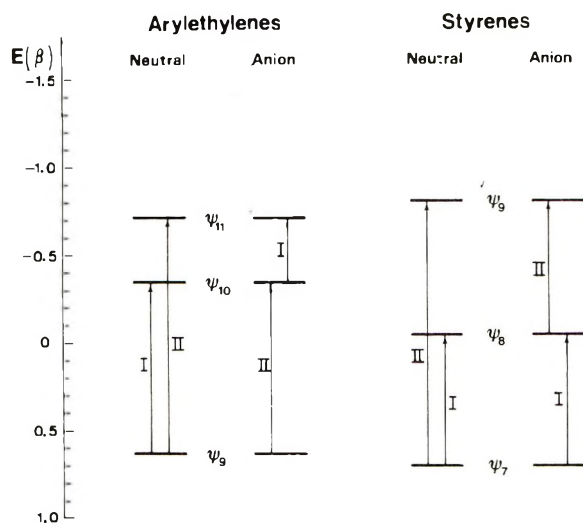 Arylethylenes Styrenes
E(β) Neutral Anion Neutral Anion
-1.5
-1.0
ψ9
ψ11
I
II
-0.5
ψ10
0
ψ8
I II II II
I I
0.5
ψ9
ψ7
1.0